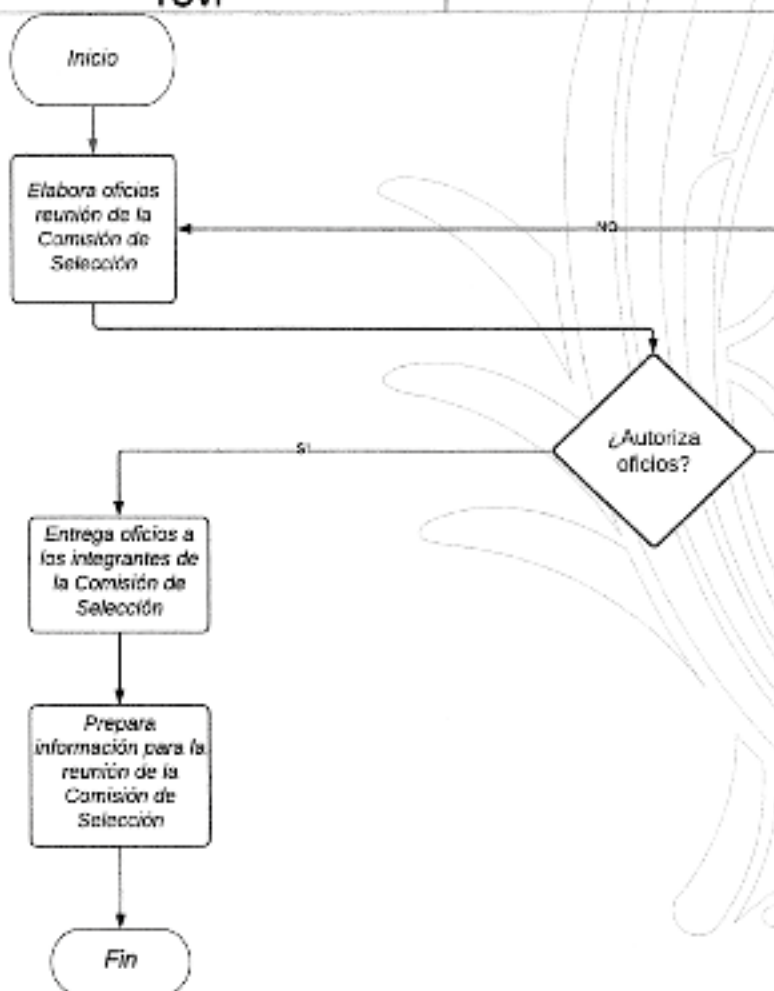 Inicio
Elabora oficios
reunión de la
Comisión de
Selección
NO
¿Autoriza
oficios?
SI
Entrega oficios a
los integrantes de
la Comisión de
Selección
Prepara
información para la
reunión de la
Comisión de
Selección
Fin